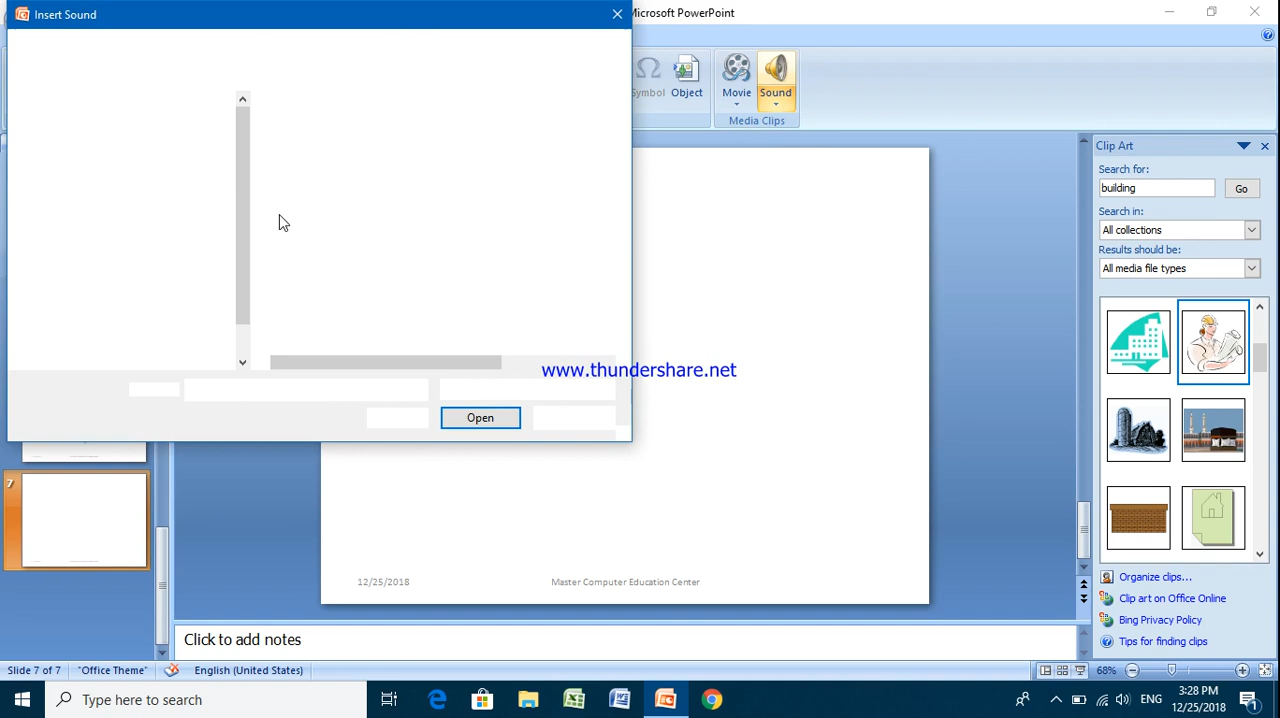 Insert Sound
Microsoft PowerPoint
Symbol
Object
Movie
Sound
Media Clips
Clip Art
Search for:
building
Go
Search in:
All collections
Results should be:
All media file types
www.thundershare.net
Open
7
12/25/2018
Master Computer Education Center
Organize clips...
Clip art on Office Online
Bing Privacy Policy
Tips for finding clips
Click to add notes
Slide 7 of 7
"Office Theme"
English (United States)
68%
Type here to search
ENG
3:28 PM
12/25/2018
1